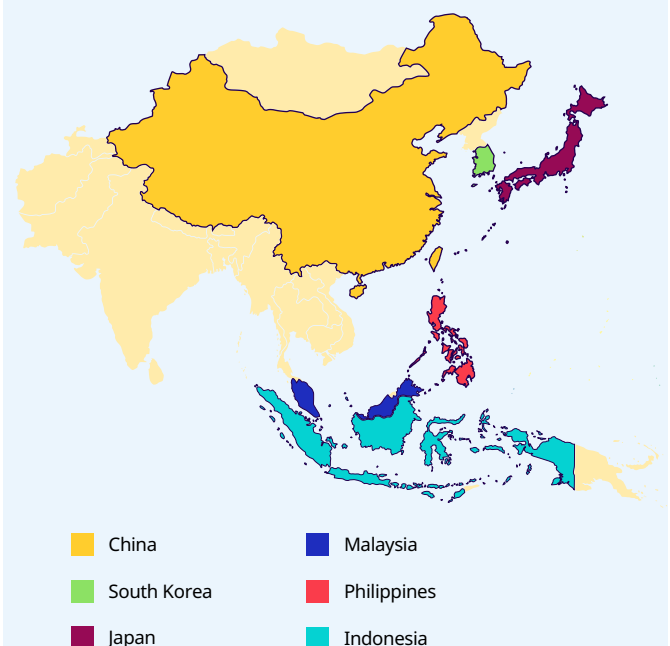 China
Malaysia
South Korea
Philippines
Japan
Indonesia